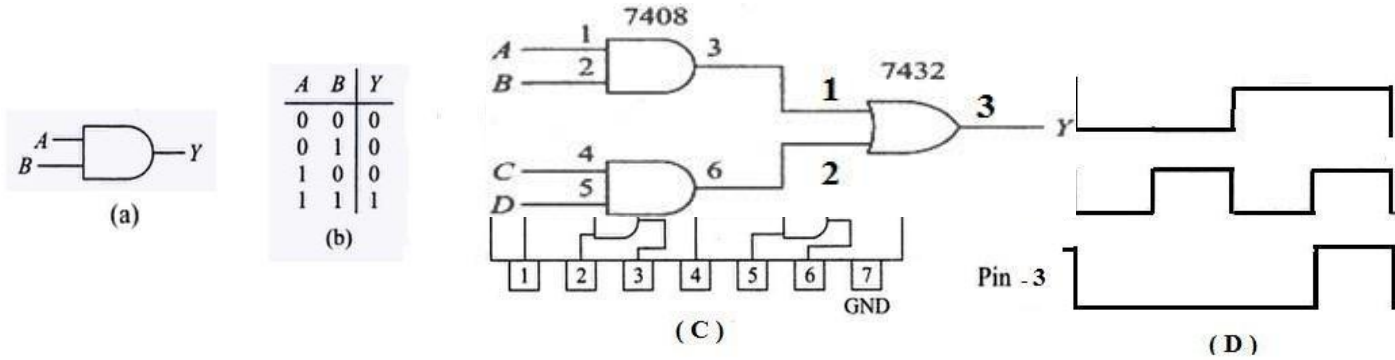 A B Y
0 0 0
0 1 0
1 0 0
1 1 1
(b)
A
B
Y
(a)
7408
A 1
B 2
3
7432
1
2
3
Y
C 4
D 5
6
1 2 3 4 5 6 7
GND
( C )
Pin - 3
( D )